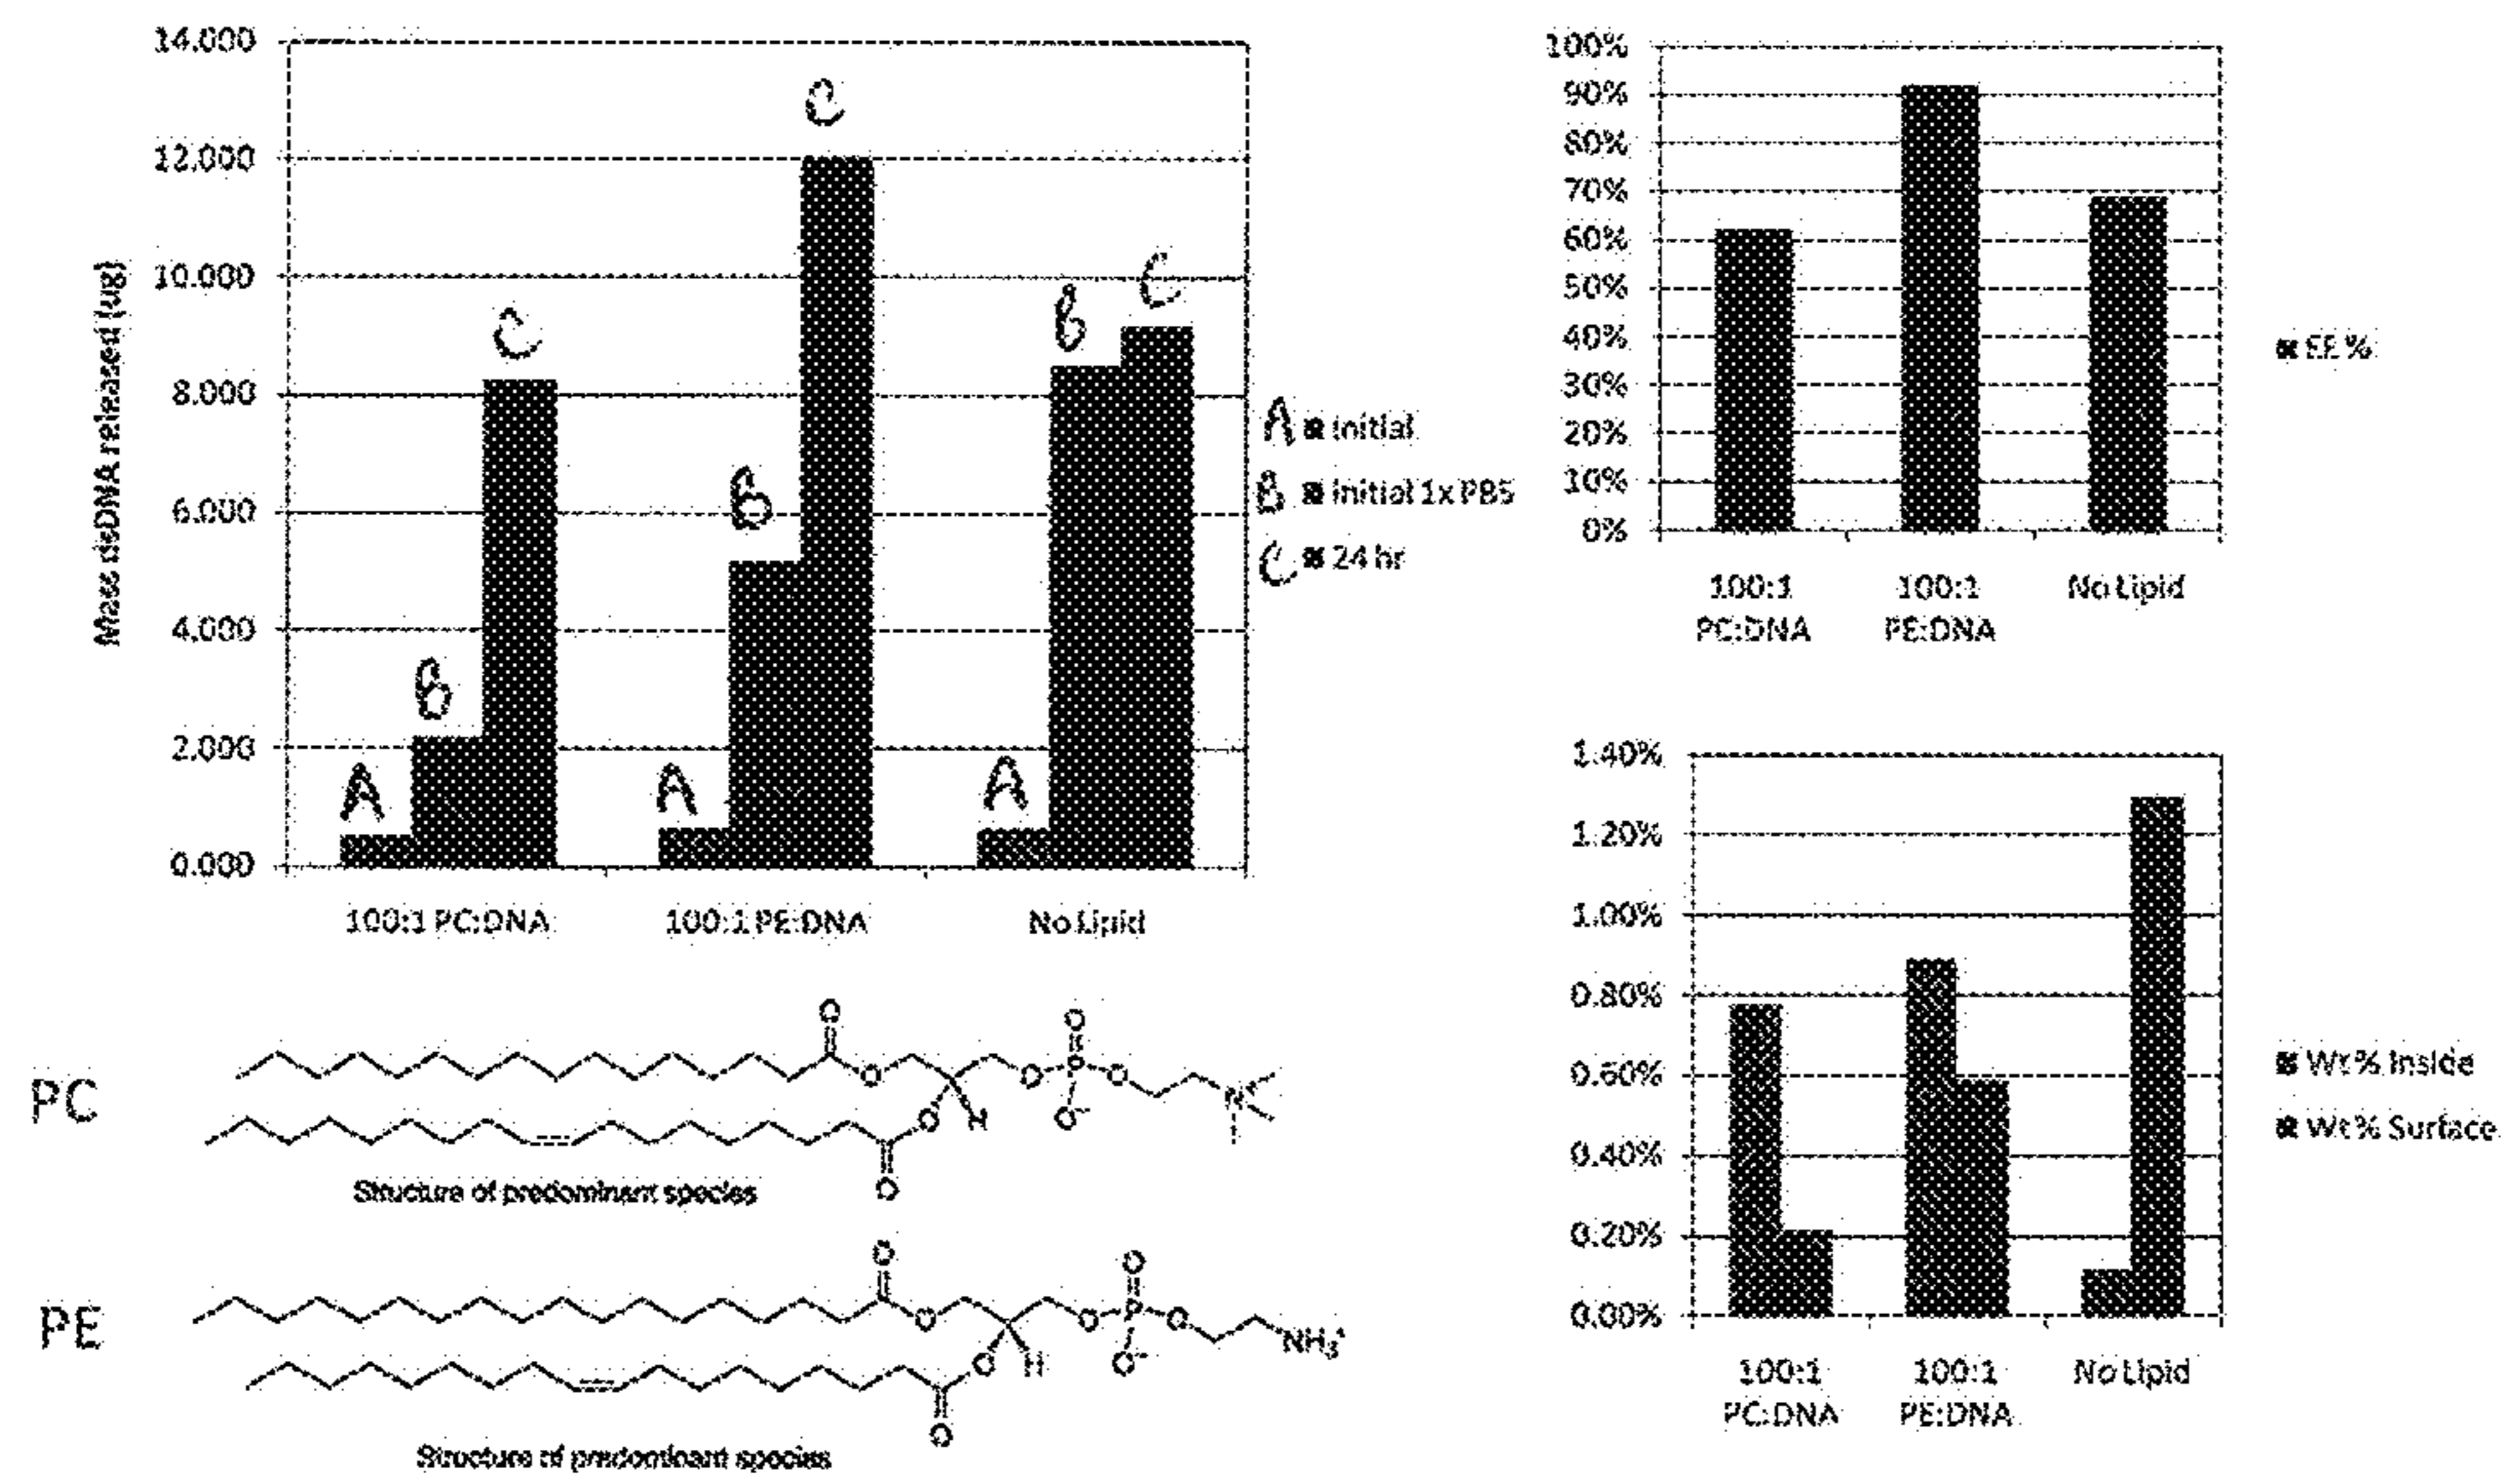 14.000
12.000
10.000
8.000
6.000
4.000
2.000
0.000
Mass dsDNA released (ug)
C
C
B
C
B
B
A
A
A
A Initial
B Initial 1x PBS
C 24 hr
100:1 PC:DNA
100:1 PE:DNA
No Lipid
100%
90%
80%
70%
60%
50%
40%
30%
20%
10%
0%
100:1
PC:DNA
100:1
PE:DNA
No Lipid
EE %
1.40%
1.20%
1.00%
0.80%
0.60%
0.40%
0.20%
0.00%
100:1
PC:DNA
100:1
PE:DNA
No Lipid
Wt% Inside
Wt% Surface
PC
O
O
O
P
O
O
O⁻
N⁺
O
H
O
Structure of predominant species
PE
O
O
O
P
O
O
O⁻
NH₃⁺
O
H
O
Structure of predominant species